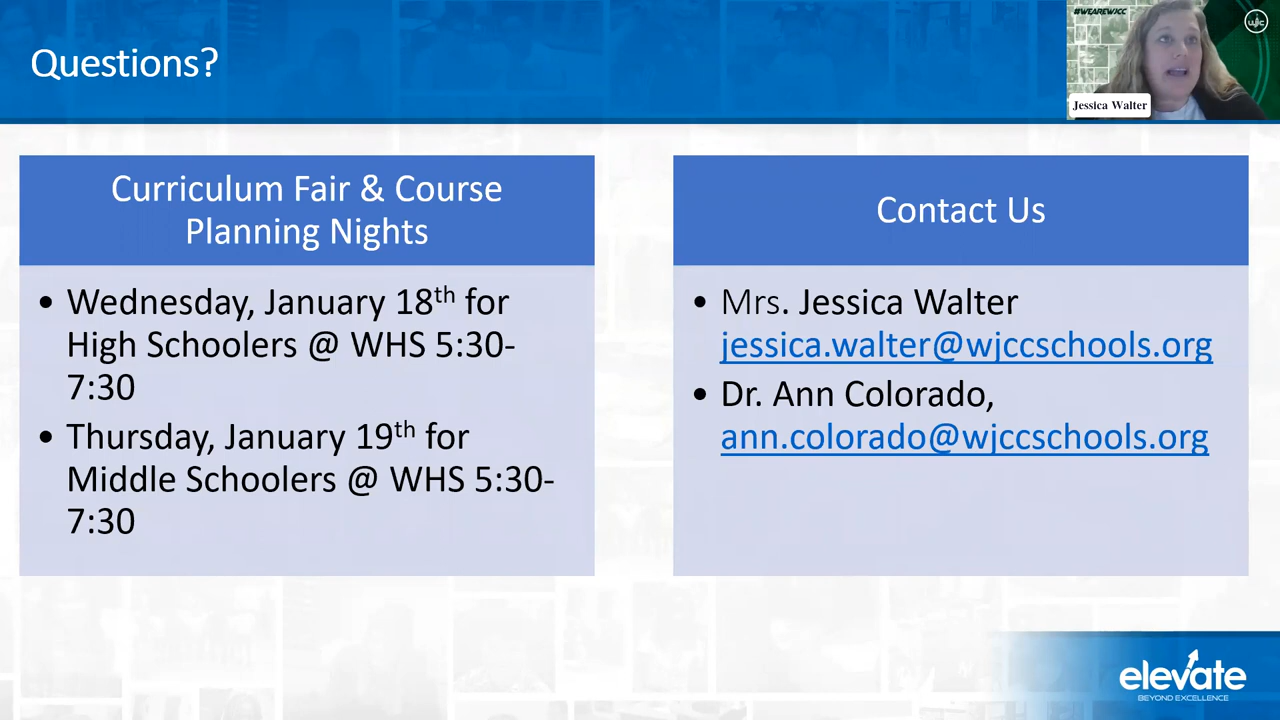 Questions?
#WEAREWJCC
WJC
Jessica Walter
Curriculum Fair & Course
Planning Nights
• Wednesday, January 18th for
High Schoolers @ WHS 5:30-
7:30
• Thursday, January 19th for
Middle Schoolers @ WHS 5:30-
7:30
Contact Us
• Mrs. Jessica Walter
jessica.walter@wjccschools.org
• Dr. Ann Colorado,
ann.colorado@wjccschools.org
elevate
BEYOND EXCELLENCE